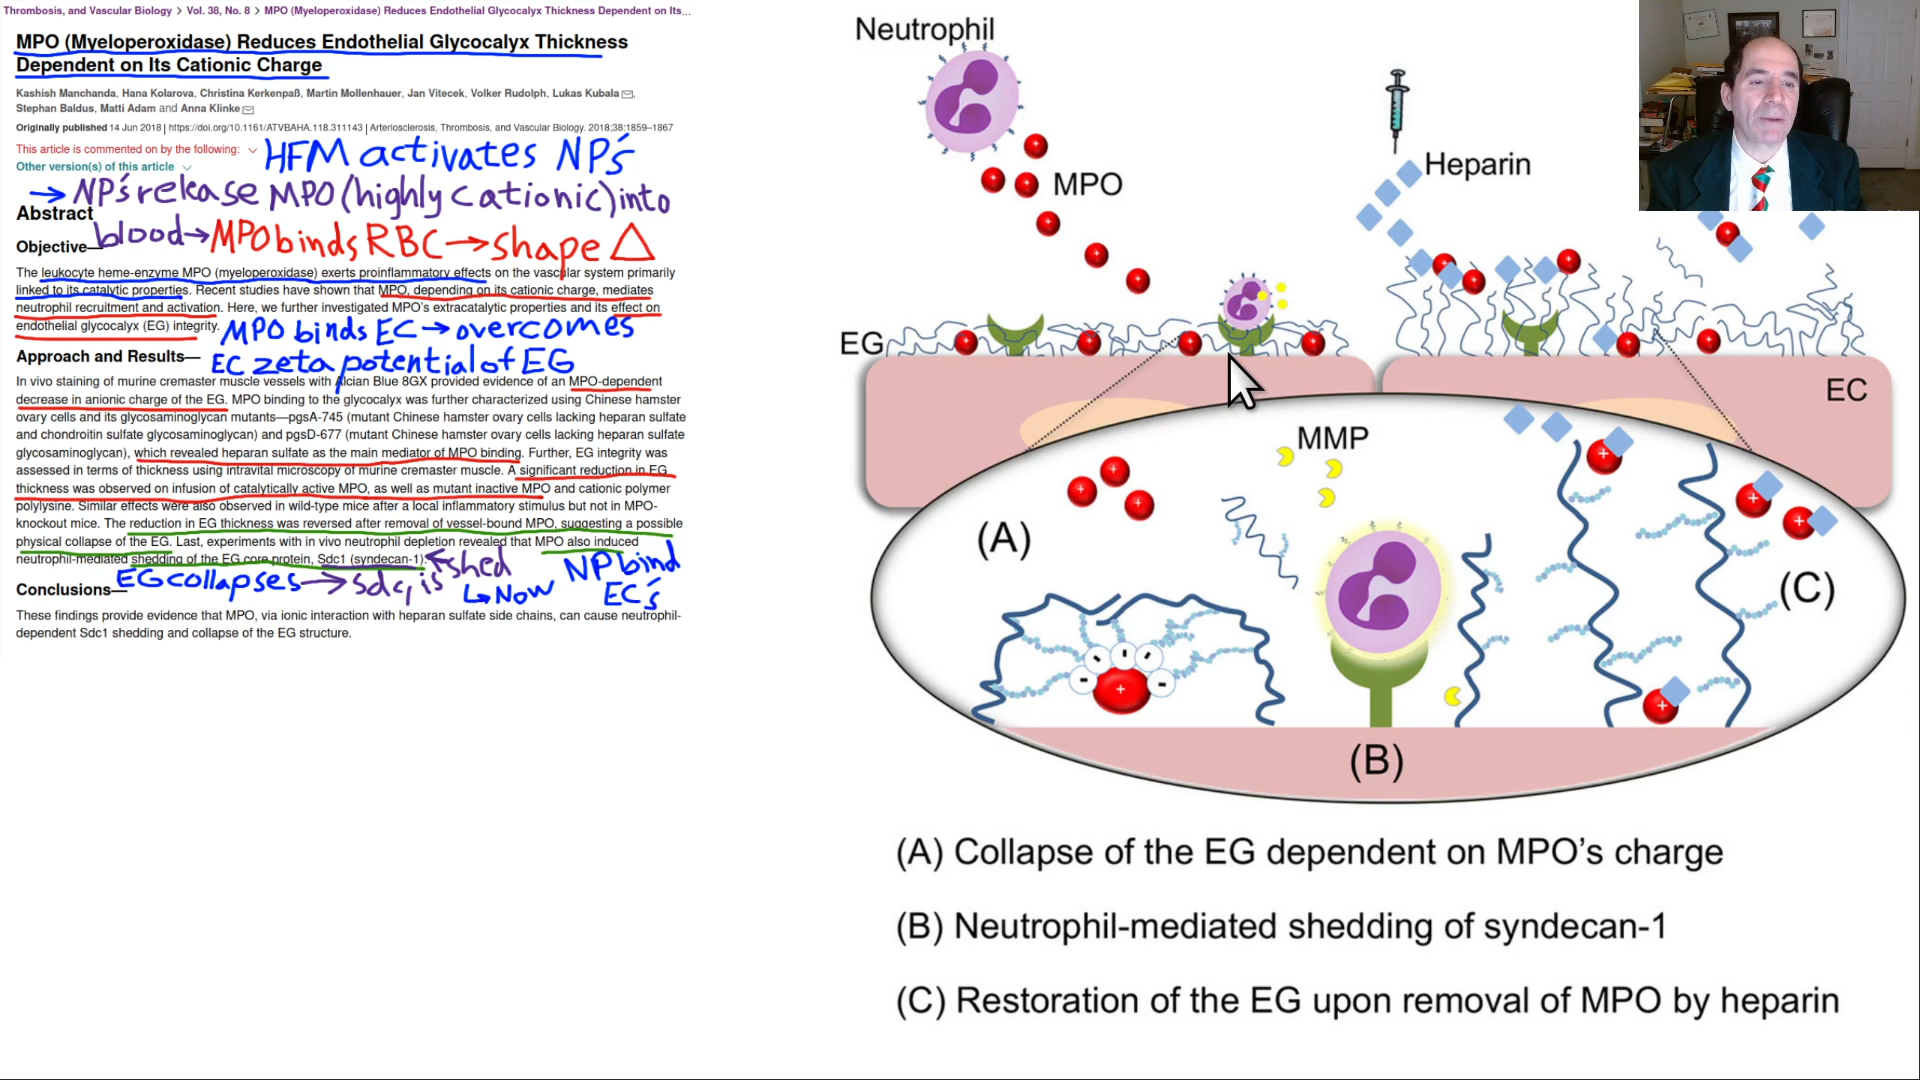 Thrombosis, and Vascular Biology > Vol. 38, No. 8 > MPO (Myeloperoxidase) Reduces Endothelial Glycocalyx Thickness Dependent on Its...
MPO (Myeloperoxidase) Reduces Endothelial Glycocalyx Thickness
Dependent on Its Cationic Charge
Kashish Manchanda, Hana Kolarova, Christina Kerkenpaß, Martin Mollenhauer, Jan Vitecek, Volker Rudolph, Lukas Kubala,
Stephan Baldus, Matti Adam and Anna Klinke
Originally published 14 Jun 2018 | https://doi.org/10.1161/ATVBAHA.118.311143 | Arteriosclerosis, Thrombosis, and Vascular Biology. 2018;38:1859–1867
This article is commented on by the following:
Other version(s) of this article
HFM activates NP's
→ NP's release MPO (highly cationic) into
blood → MPO binds RBC → shape △
Abstract
Objective—
The leukocyte heme-enzyme MPO (myeloperoxidase) exerts proinflammatory effects on the vascular system primarily
linked to its catalytic properties. Recent studies have shown that MPO, depending on its cationic charge, mediates
neutrophil recruitment and activation. Here, we further investigated MPO's extracatalytic properties and its effect on
endothelial glycocalyx (EG) integrity.
MPO binds EC → overcomes
EC zeta potential of EG
Approach and Results—
In vivo staining of murine cremaster muscle vessels with Alcian Blue 8GX provided evidence of an MPO-dependent
decrease in anionic charge of the EG. MPO binding to the glycocalyx was further characterized using Chinese hamster
ovary cells and its glycosaminoglycan mutants—pgsA-745 (mutant Chinese hamster ovary cells lacking heparan sulfate
and chondroitin sulfate glycosaminoglycan) and pgsD-677 (mutant Chinese hamster ovary cells lacking heparan sulfate
glycosaminoglycan), which revealed heparan sulfate as the main mediator of MPO binding. Further, EG integrity was
assessed in terms of thickness using intravital microscopy of murine cremaster muscle. A significant reduction in EG
thickness was observed on infusion of catalytically active MPO, as well as mutant inactive MPO and cationic polymer
polylysine. Similar effects were also observed in wild-type mice after a local inflammatory stimulus but not in MPO-
knockout mice. The reduction in EG thickness was reversed after removal of vessel-bound MPO, suggesting a possible
physical collapse of the EG. Last, experiments with in vivo neutrophil depletion revealed that MPO also induced
neutrophil-mediated shedding of the EG core protein, Sdc1 (syndecan-1).
EG collapses → sdc, is shed
↳ Now NP bind
EC's
Conclusions—
These findings provide evidence that MPO, via ionic interaction with heparan sulfate side chains, can cause neutrophil-
dependent Sdc1 shedding and collapse of the EG structure.
Neutrophil
MPO
Heparin
EG
EC
MMP
(A)
(B)
(C)
(A) Collapse of the EG dependent on MPO's charge
(B) Neutrophil-mediated shedding of syndecan-1
(C) Restoration of the EG upon removal of MPO by heparin